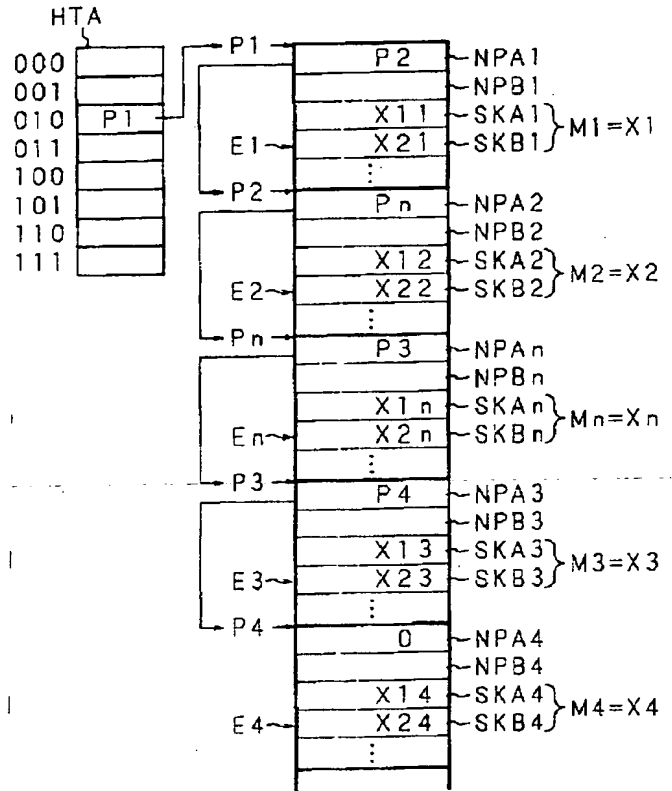 HTA
000
001
010 P1
011
100
101
110
111
P1 P2 NPA1
NPB1
X11 SKA1
E1 X21 SKB1
M1=X1
P2 Pn NPA2
NPB2
X12 SKA2
E2 X22 SKB2
M2=X2
Pn P3 NPAn
NPBn
X1n SKAn
En X2n SKBn
Mn=Xn
P3 P4 NPA3
NPB3
X13 SKA3
E3 X23 SKB3
M3=X3
P4 0 NPA4
NPB4
X14 SKA4
E4 X24 SKB4
M4=X4